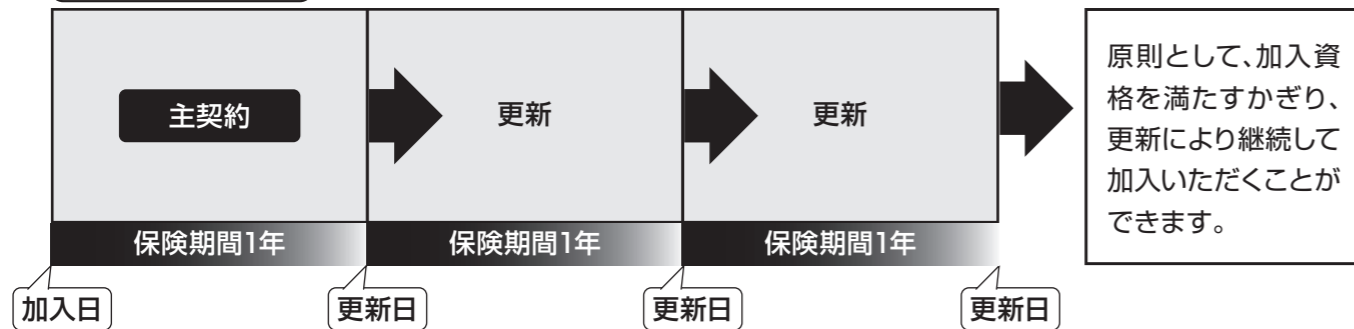 主契約
更新
更新
原則として、加入資
格を満たすかぎり、
更新により継続して
加入いただくことが
できます。
保険期間1年
保険期間1年
保険期間1年
加入日
更新日
更新日
更新日